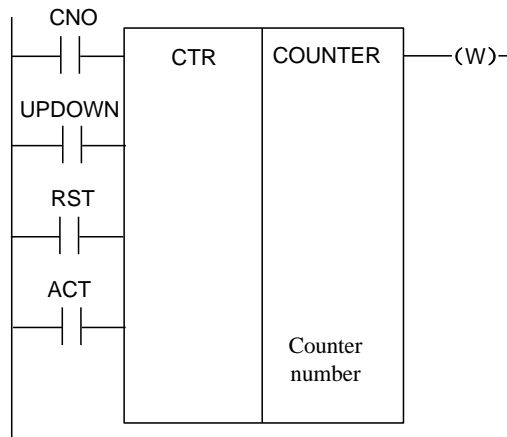 CNO
CTR
COUNTER
(W)
UPDOWN
RST
ACT
Counter
number